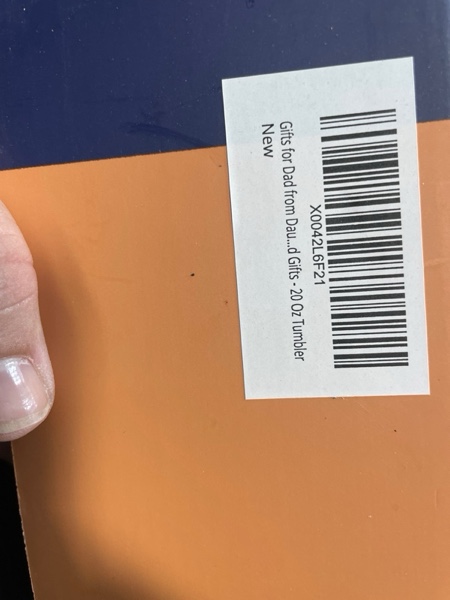 X0042L6F21
Gifts for Dad from Dau...d Gifts - 20 Oz Tumbler
New